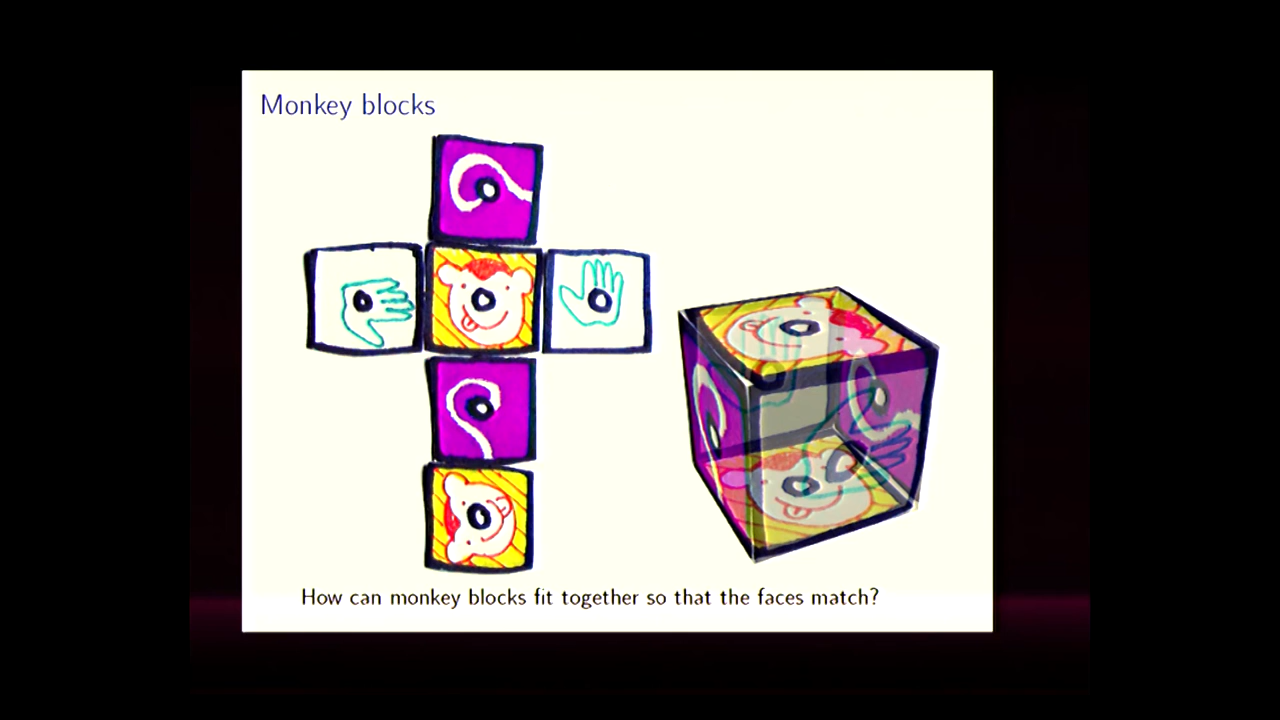 Monkey blocks
How can monkey blocks fit together so that the faces match?